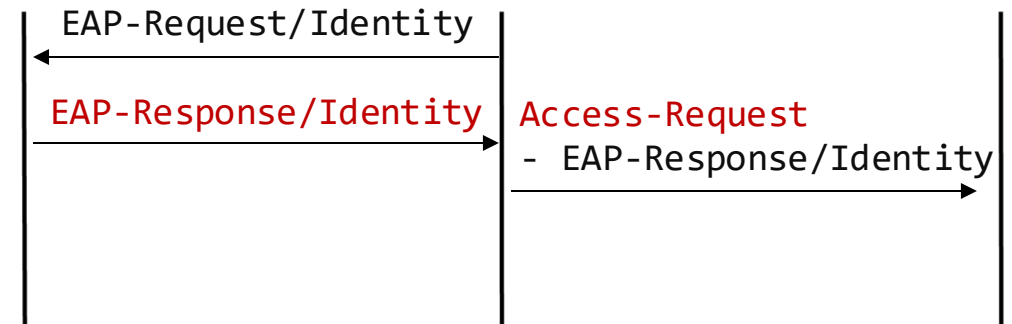 EAP-Request/Identity
EAP-Response/Identity
Access-Request
- EAP-Response/Identity